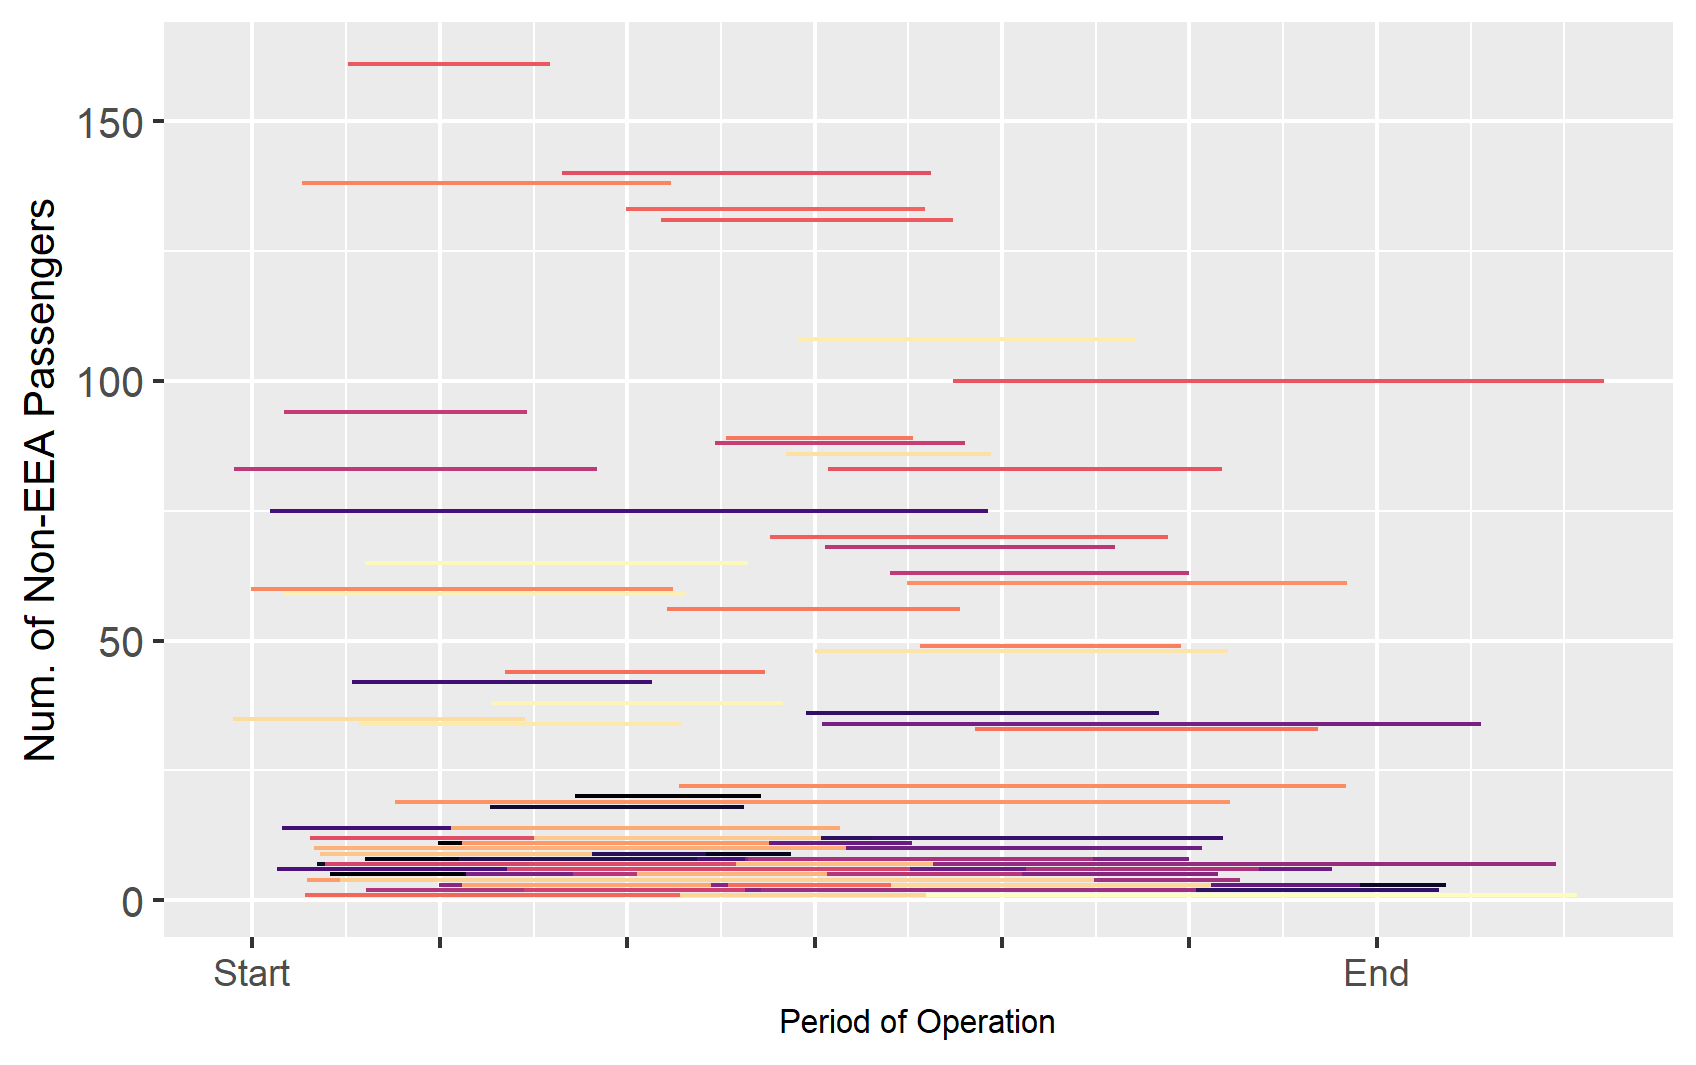 Num. of Non-EEA Passengers
150
100
50
0
Start
End
Period of Operation